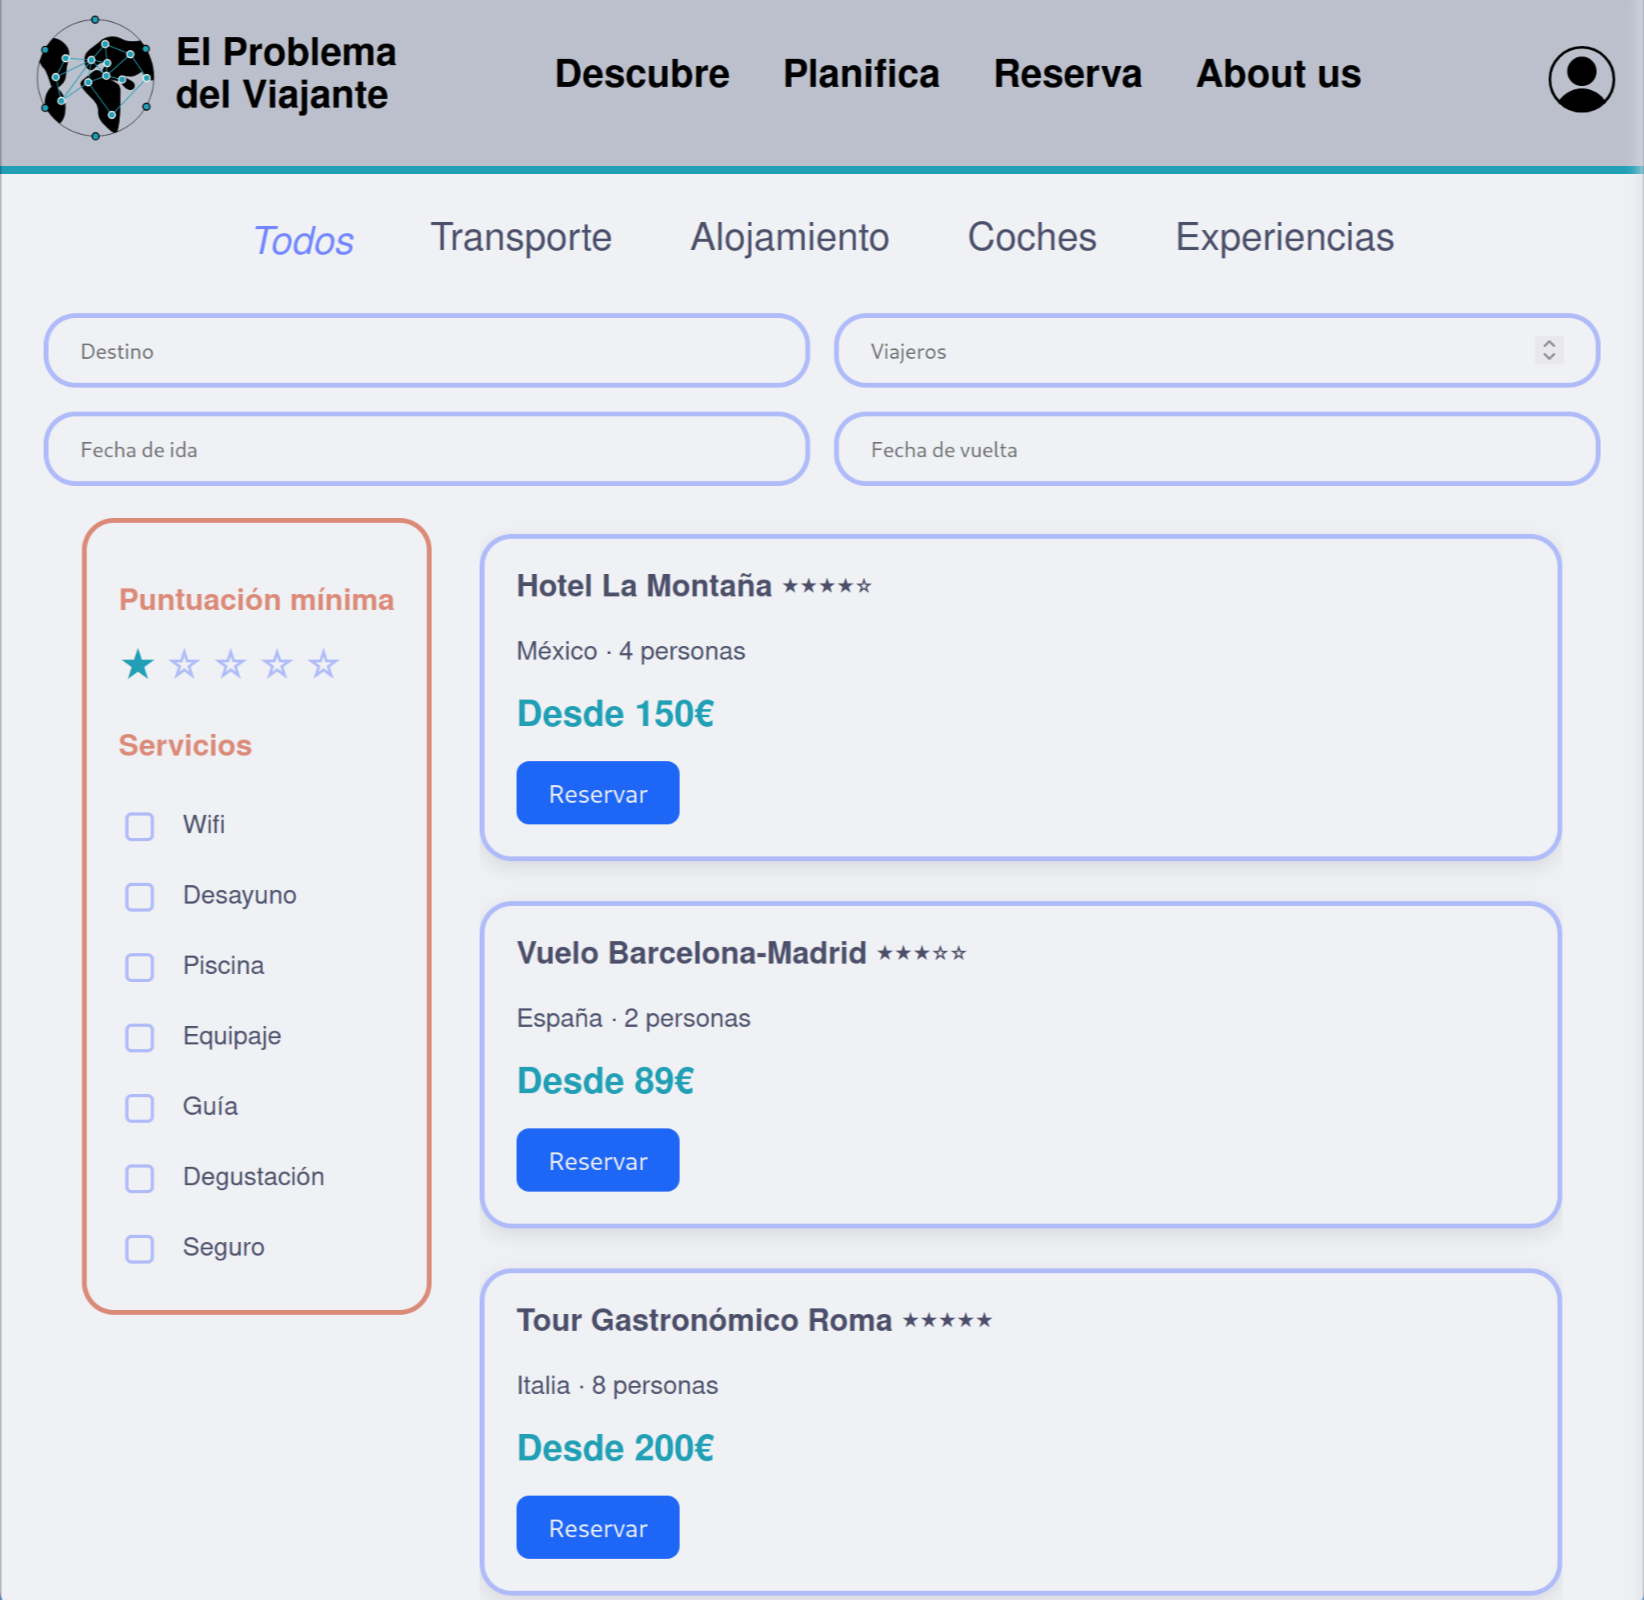 El Problema
del Viajante
Descubre Planifica Reserva About us
Todos Transporte Alojamiento Coches Experiencias
Destino
Viajeros
Fecha de ida
Fecha de vuelta
Puntuación mínima
★ ☆ ☆ ☆ ☆
Servicios
Wifi
Desayuno
Piscina
Equipaje
Guía
Degustación
Seguro
Hotel La Montaña ★★★★☆
México · 4 personas
Desde 150€
Reservar
Vuelo Barcelona-Madrid ★★★☆☆
España · 2 personas
Desde 89€
Reservar
Tour Gastronómico Roma ★★★★★
Italia · 8 personas
Desde 200€
Reservar